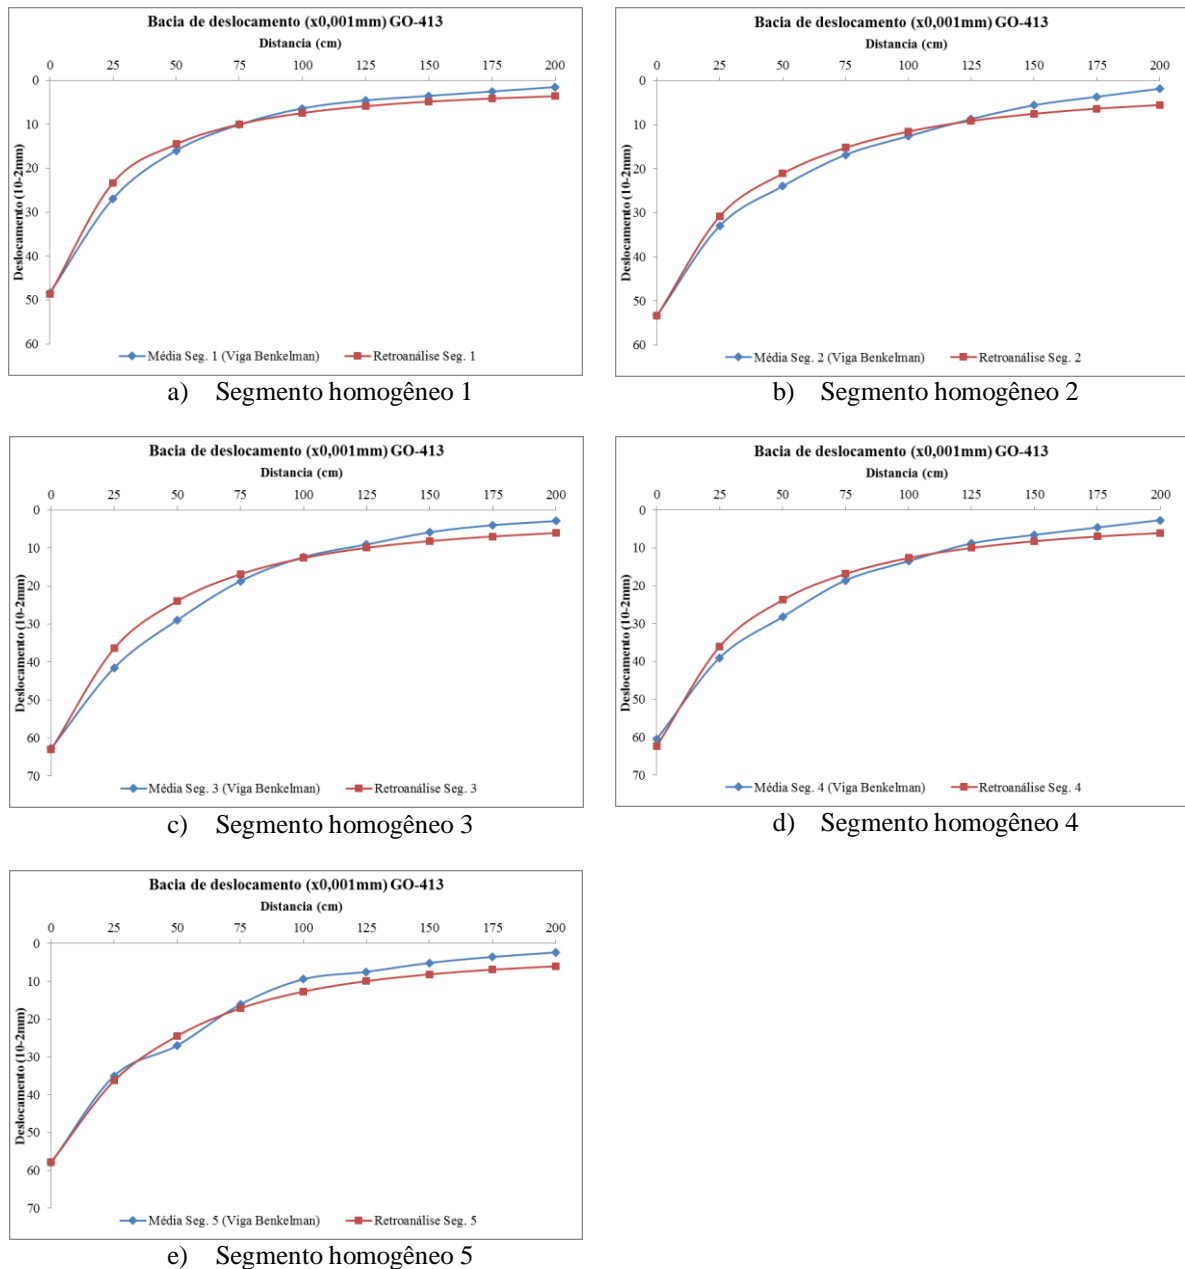 Bacia de deslocamento (x0,001mm) GO-413
Distancia (cm)
0 25 50 75 100 125 150 175 200
0
10
20
30
40
50
60
Deslocamento (10-2mm)
Média Seg. 1 (Viga Benkelman) Retroanálise Seg. 1
a) Segmento homogêneo 1
Bacia de deslocamento (x0,001mm) GO-413
Distancia (cm)
0 25 50 75 100 125 150 175 200
0
10
20
30
40
50
60
Deslocamento (10-2mm)
Média Seg. 2 (Viga Benkelman) Retroanálise Seg. 2
b) Segmento homogêneo 2
Bacia de deslocamento (x0,001mm) GO-413
Distancia (cm)
0 25 50 75 100 125 150 175 200
0
10
20
30
40
50
60
70
Deslocamento (10-2mm)
Média Seg. 3 (Viga Benkelman) Retroanálise Seg. 3
c) Segmento homogêneo 3
Bacia de deslocamento (x0,001mm) GO-413
Distancia (cm)
0 25 50 75 100 125 150 175 200
0
10
20
30
40
50
60
70
Deslocamento (10-2mm)
Média Seg. 4 (Viga Benkelman) Retroanálise Seg. 4
d) Segmento homogêneo 4
Bacia de deslocamento (x0,001mm) GO-413
Distancia (cm)
0 25 50 75 100 125 150 175 200
0
10
20
30
40
50
60
70
Deslocamento (10-2mm)
Média Seg. 5 (Viga Benkelman) Retroanálise Seg. 5
e) Segmento homogêneo 5